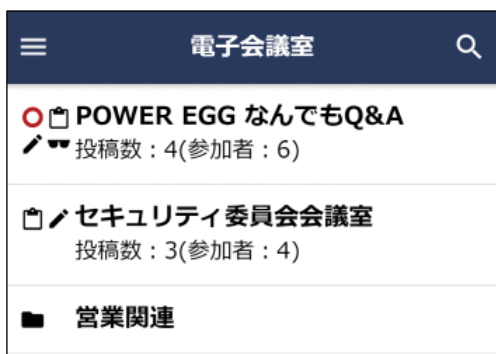 電子会議室
POWER EGG なんでもQ&A
投稿数：4(参加者：6)
セキュリティ委員会会議室
投稿数：3(参加者：4)
営業関連